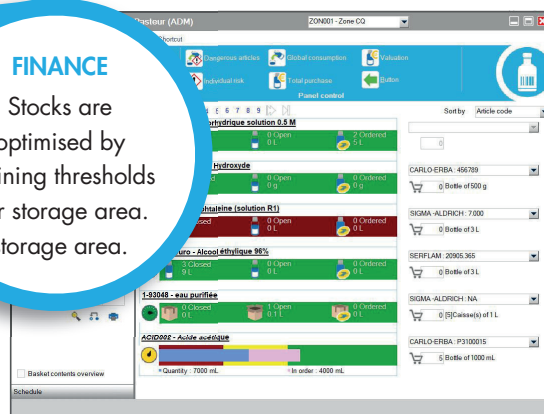 Pasteur (ADM)
ZON001 - Zone CQ
Shortcut
Dangerous articles
Global consumption
Valuation
Individual risk
Total purchase
Button
Panel control
FINANCE
Stocks are
optimised by
thresholds
storage area.
storage area.
6 7 8 9
Sort by Article code
solution 0.5 M
0 Open
0 L
2 Ordered
5 L
0
Hydroxyde
0 Open
0 g
0 Ordered
0 g
CARLO-ERBA : 456789
0 Bottle of 500 g
(solution R1)
0 Open
0 L
0 L
SIGMA-ALDRICH : 7.000
0 Bottle of 3 L
- Alcool éthylique 96%
3 Closed
9 L
0 Open
0 L
0 Ordered
0 L
SERFLAM : 20905.365
0 Bottle of 3 L
1-93048 - eau purifiée
0 Closed
0 L
1 Open
0.1 L
0 Ordered
0 L
SIGMA-ALDRICH : NA
0 [5]Caisse(s) of 1 L
ACID002 - Acide acétique
Quantity : 7000 mL
In order : 4000 mL
CARLO-ERBA : P3100015
5 Bottle of 1000 mL
Basket contents overview
Schedule